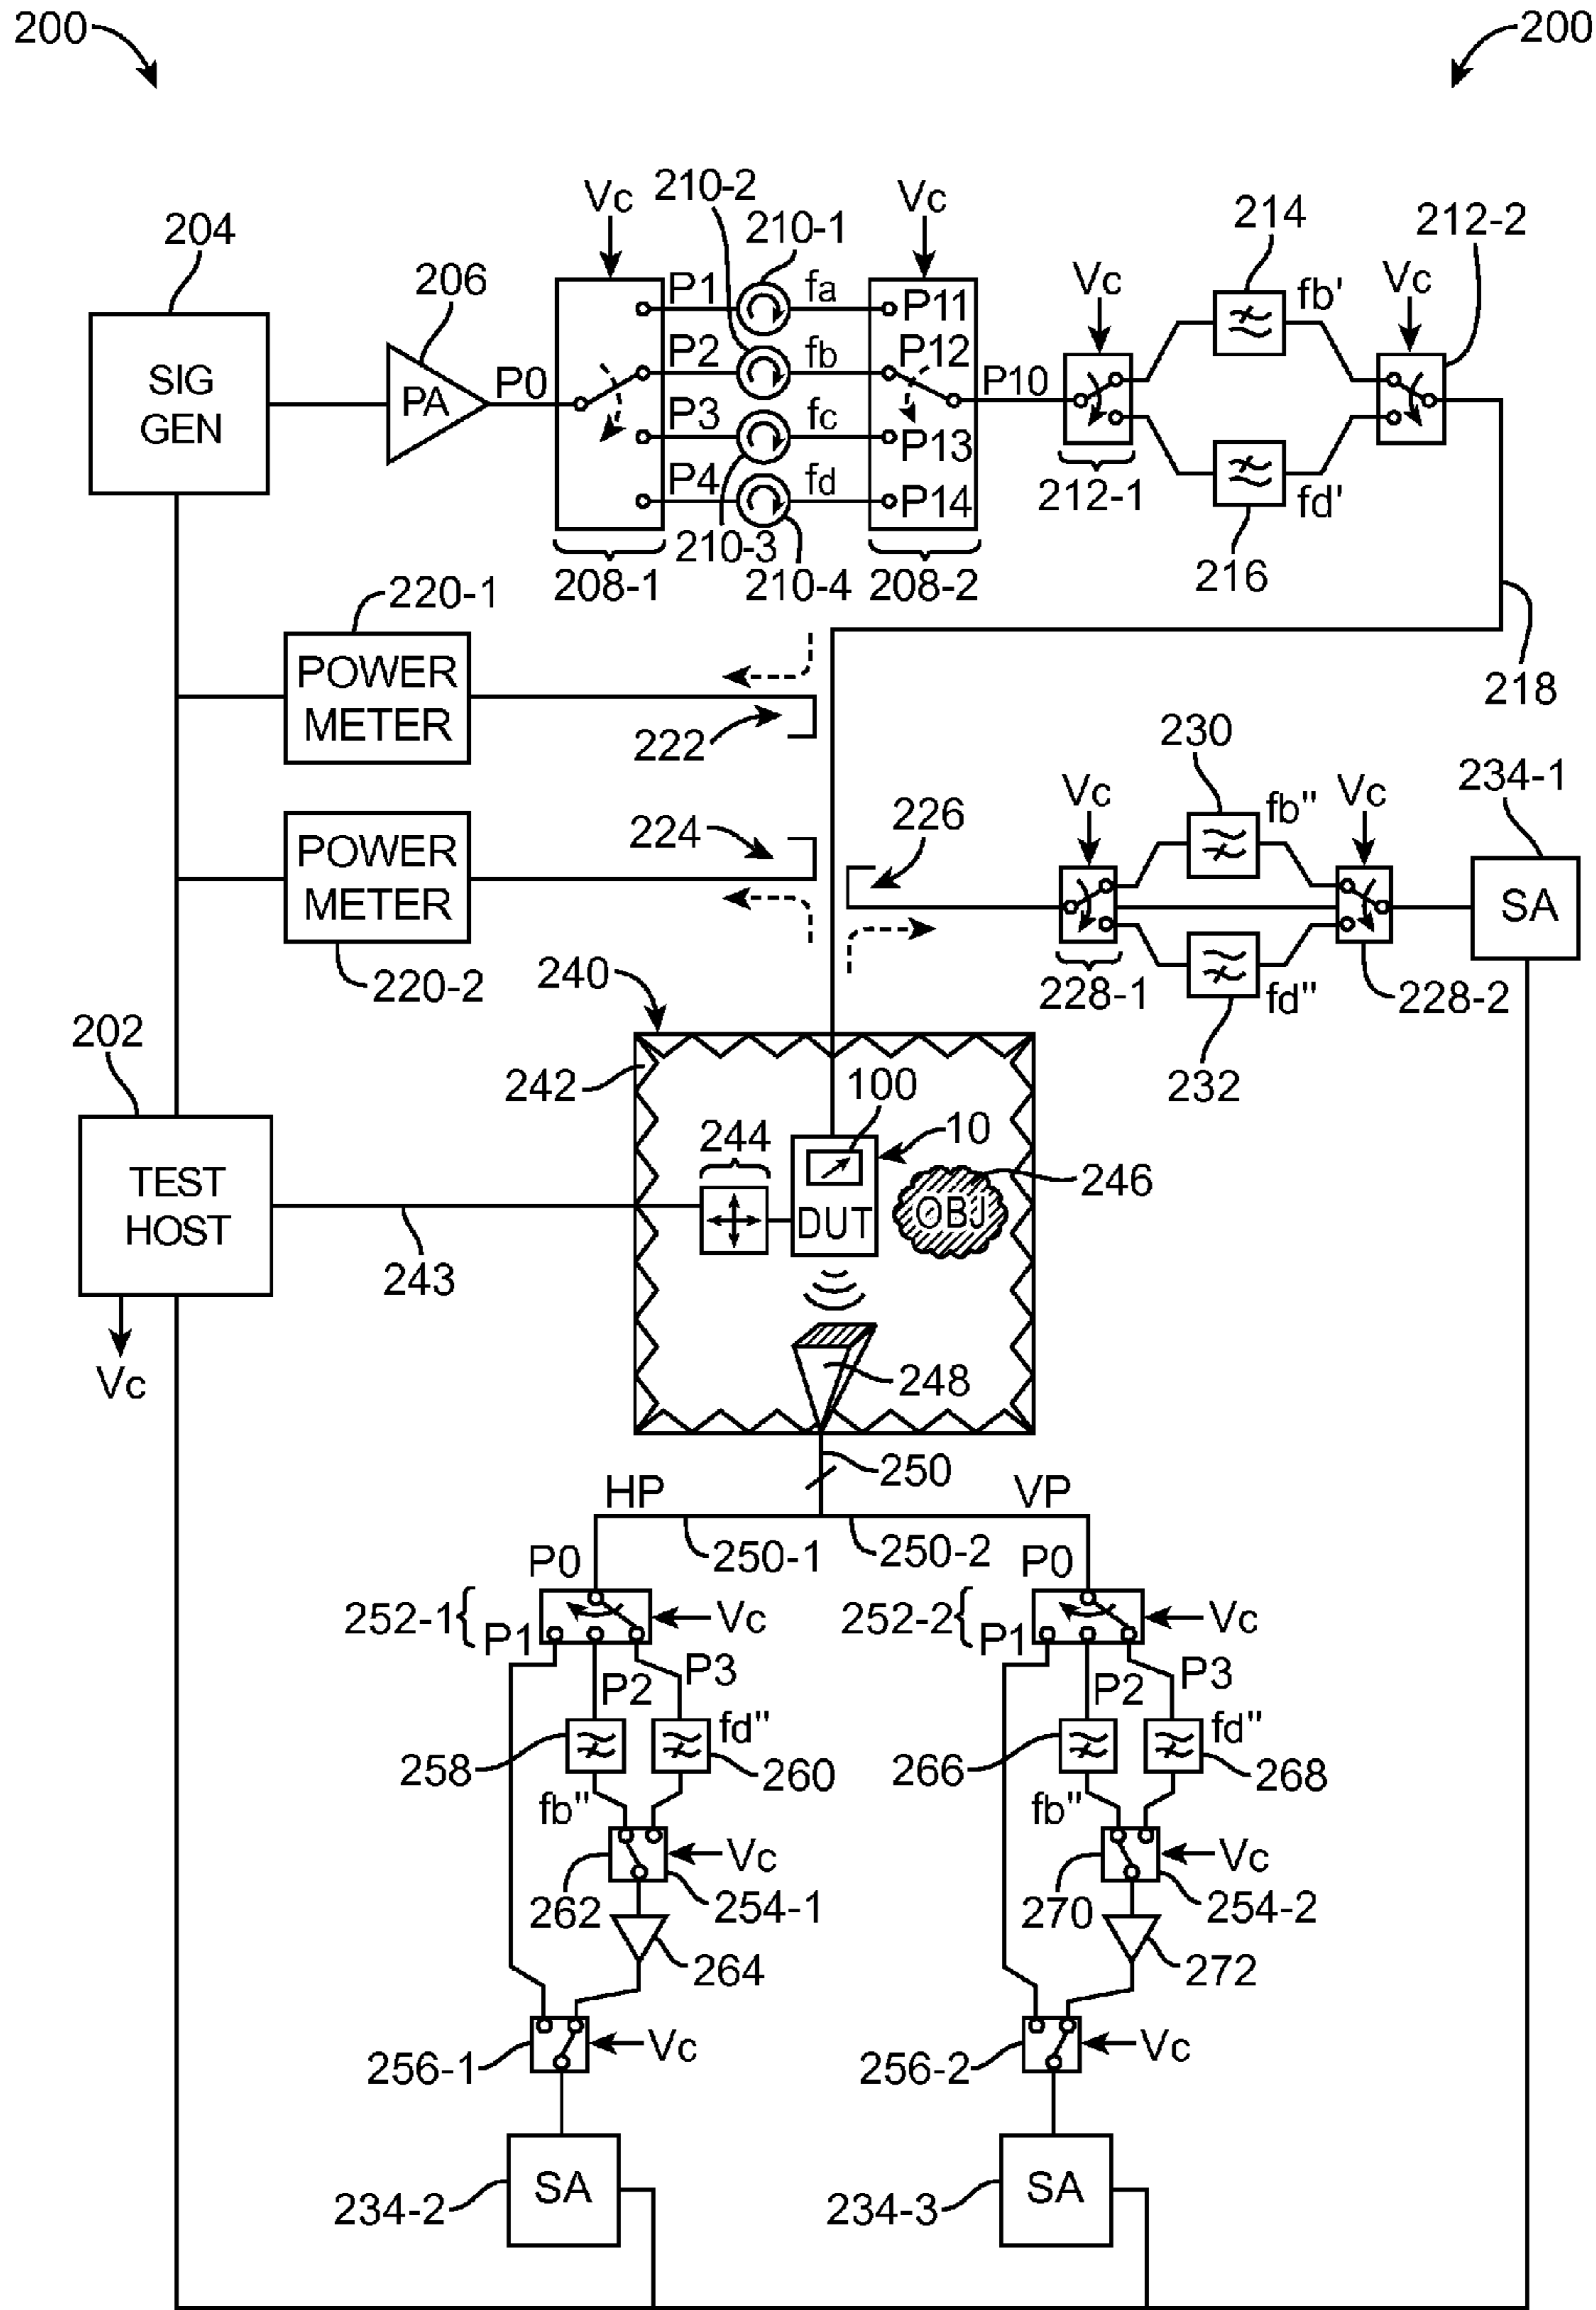 200
200
204
SIG
GEN
206
PA
P0
Vc
208-1
P1
P2
P3
P4
210-2
210-1
210-3
210-4
fa
fb
fc
fd
Vc
P11
P12
P13
P14
208-2
P10
Vc
212-1
214
fb'
216
fd'
Vc
212-2
218
220-1
POWER
METER
222
POWER
METER
220-2
224
226
Vc
228-1
230
fb"
232
fd"
Vc
228-2
234-1
SA
202
TEST
HOST
Vc
243
240
242
244
100
10
DUT
OBJ
246
248
250
HP
VP
250-1
250-2
P0
252-1
P1
Vc
P2
P3
258
fb"
fd"
260
262
Vc
254-1
264
256-1
Vc
234-2
SA
P0
252-2
P1
Vc
P2
P3
266
fb"
fd"
268
270
Vc
254-2
272
256-2
Vc
234-3
SA